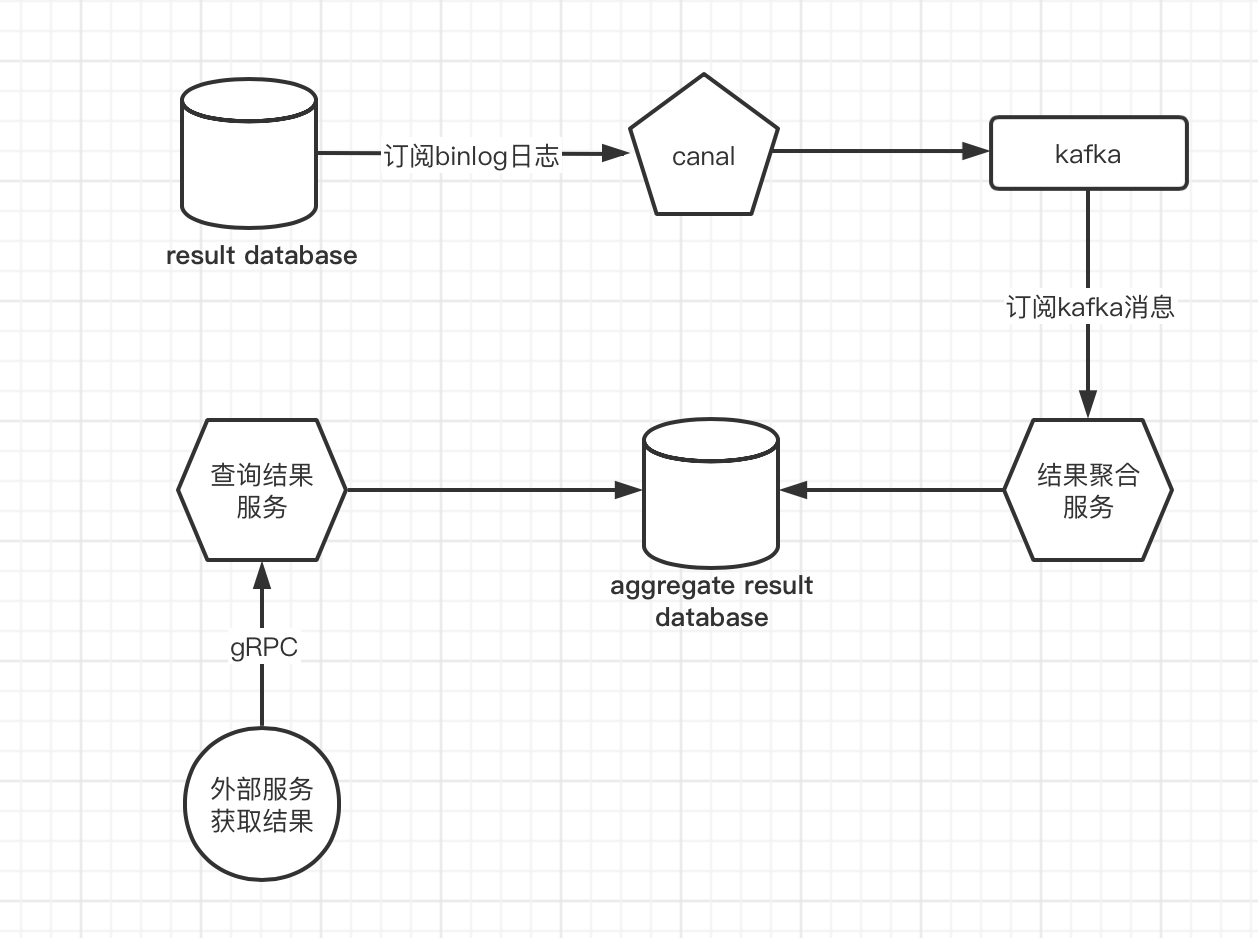 订阅binlog日志
canal
kafka
result database
订阅kafka消息
查询结果
服务
结果聚合
服务
aggregate result
database
gRPC
外部服务
获取结果